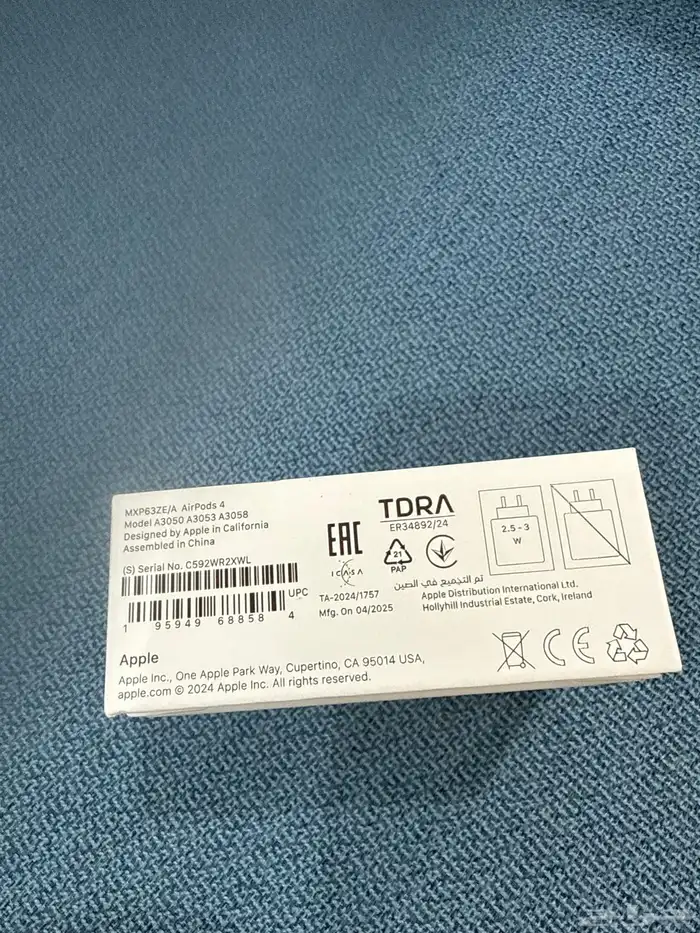 MXP63ZE/A AirPods 4
Model A3050 A3053 A3058
Designed by Apple in California
Assembled in China
(S) Serial No. C592WR2XWL
UPC
1 95949 68858 4
Apple
Apple Inc., One Apple Park Way, Cupertino, CA 95014 USA,
apple.com © 2024 Apple Inc. All rights reserved.
EAC
ICASA
TA-2024/1757
Mfg. On 04/2025
TDRA
ER34892/24
21
PAP
تم التجميع في الصين
Apple Distribution International Ltd.
Hollyhill Industrial Estate, Cork, Ireland
2.5 - 3
W
CE
حراج